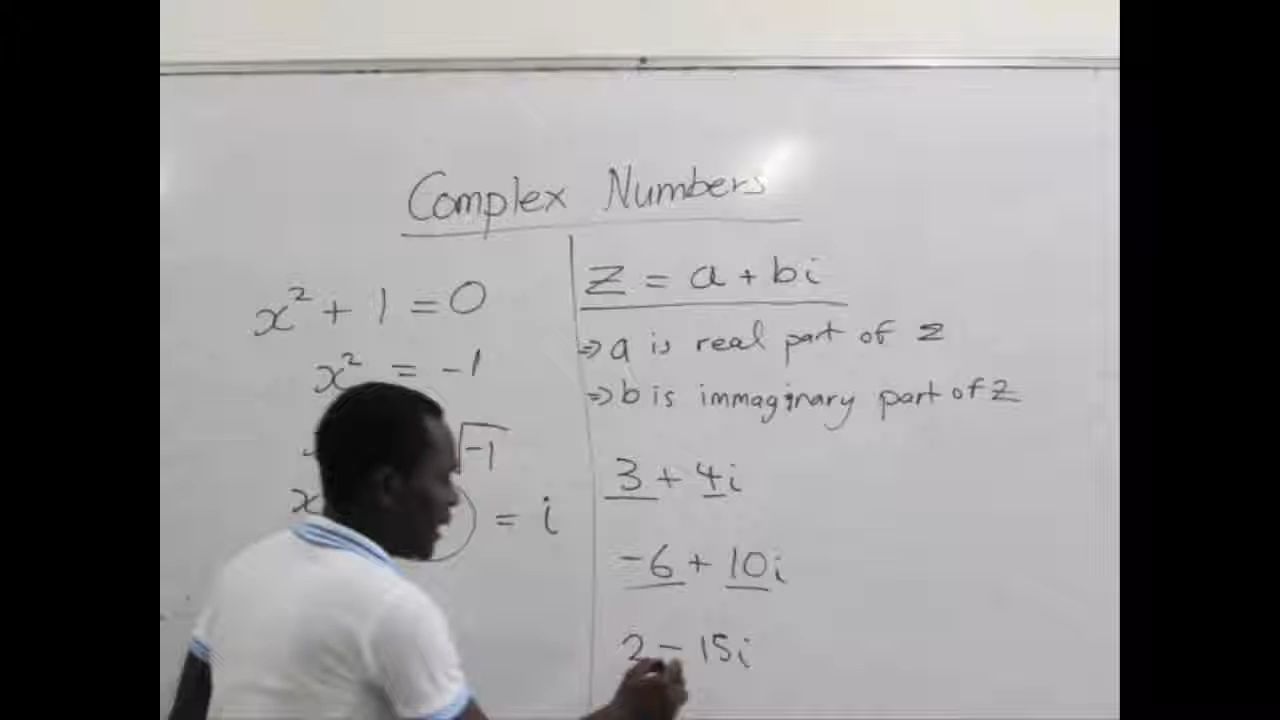 Complex Numbers
x² + 1 = 0
x² = -1
√-1
x
= i
Z = a + bi
⇒ a is real part of z
⇒ b is immaginary part of z
3 + 4i
-6 + 10i
2 - 15i